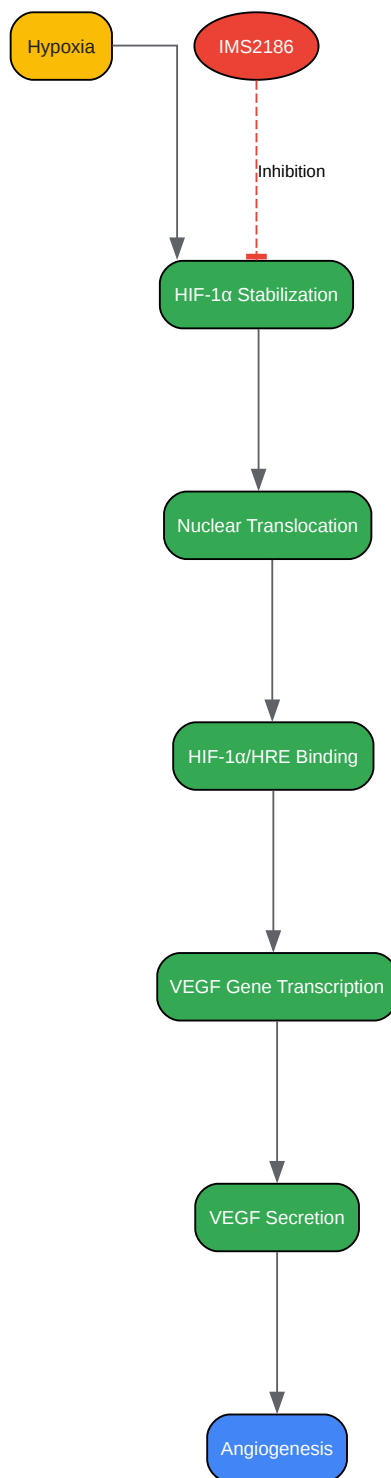 Hypoxia
IMS2186
Inhibition
HIF-1α Stabilization
Nuclear Translocation
HIF-1α/HRE Binding
VEGF Gene Transcription
VEGF Secretion
Angiogenesis